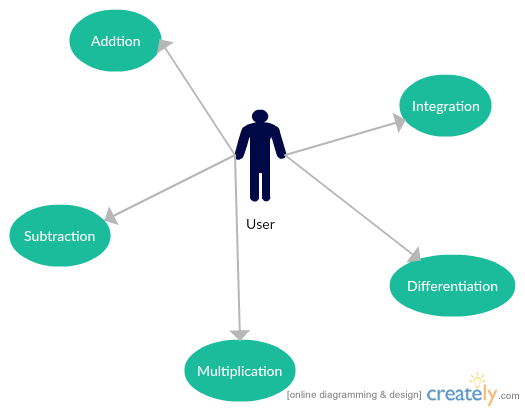 Addtion
Integration
User
Subtraction
Differentiation
Multiplication
[online diagramming & design] creately.com